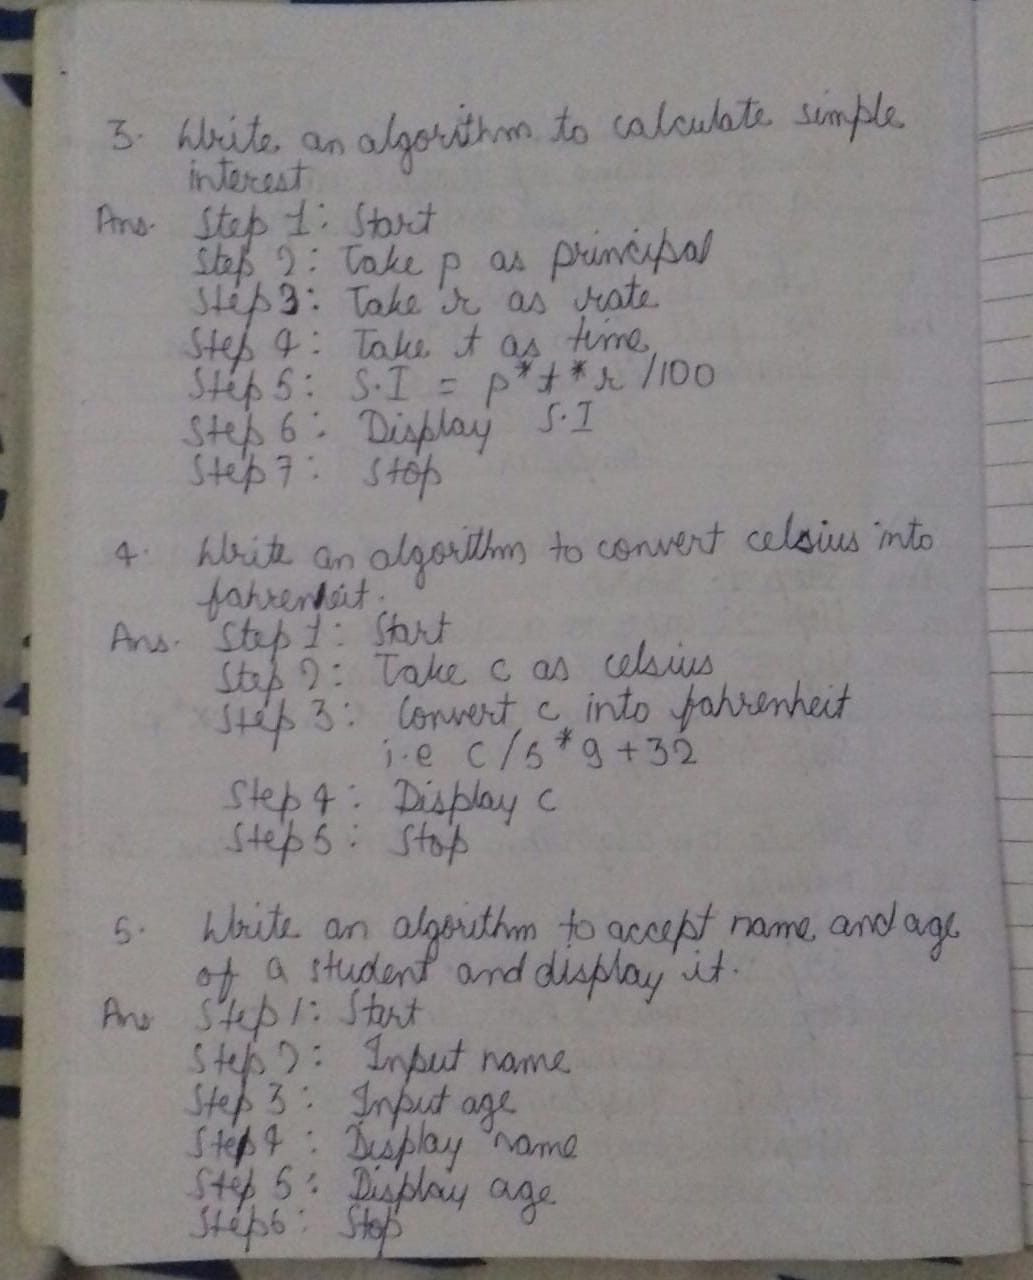 3. Write an algorithm to calculate simple
interest
Ans. Step 1: Start
Step 2: Take p as principal
Step 3: Take r as rate
Step 4: Take t as time
Step 5: S.I = p*t*r/100
Step 6: Display S.I
Step 7: Stop
4. Write an algorithm to convert celsius into
fahrenheit.
Ans. Step 1: Start
Step 2: Take c as celsius
Step 3: Convert c into fahrenheit
i.e C/5*9+32
Step 4: Display c
Step 5: Stop
5. Write an algorithm to accept name and age
of a student and display it.
Ans Step 1: Start
Step 2: Input name
Step 3: Input age
Step 4: Display name
Step 5: Display age
Step 6: Stop